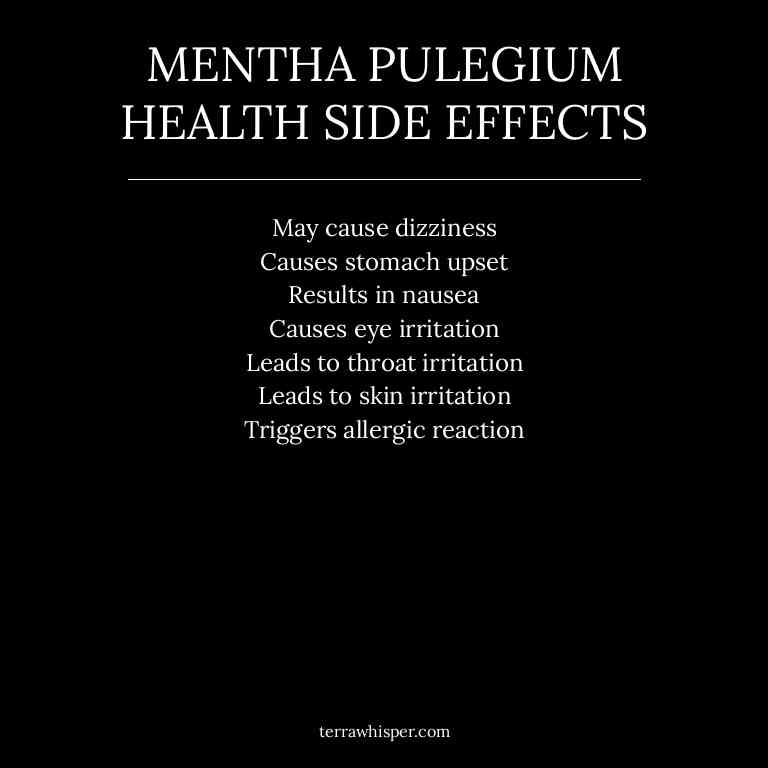 MENTHA PULEGIUM
HEALTH SIDE EFFECTS
May cause dizziness
Causes stomach upset
Results in nausea
Causes eye irritation
Leads to throat irritation
Leads to skin irritation
Triggers allergic reaction
terrawhisper.com